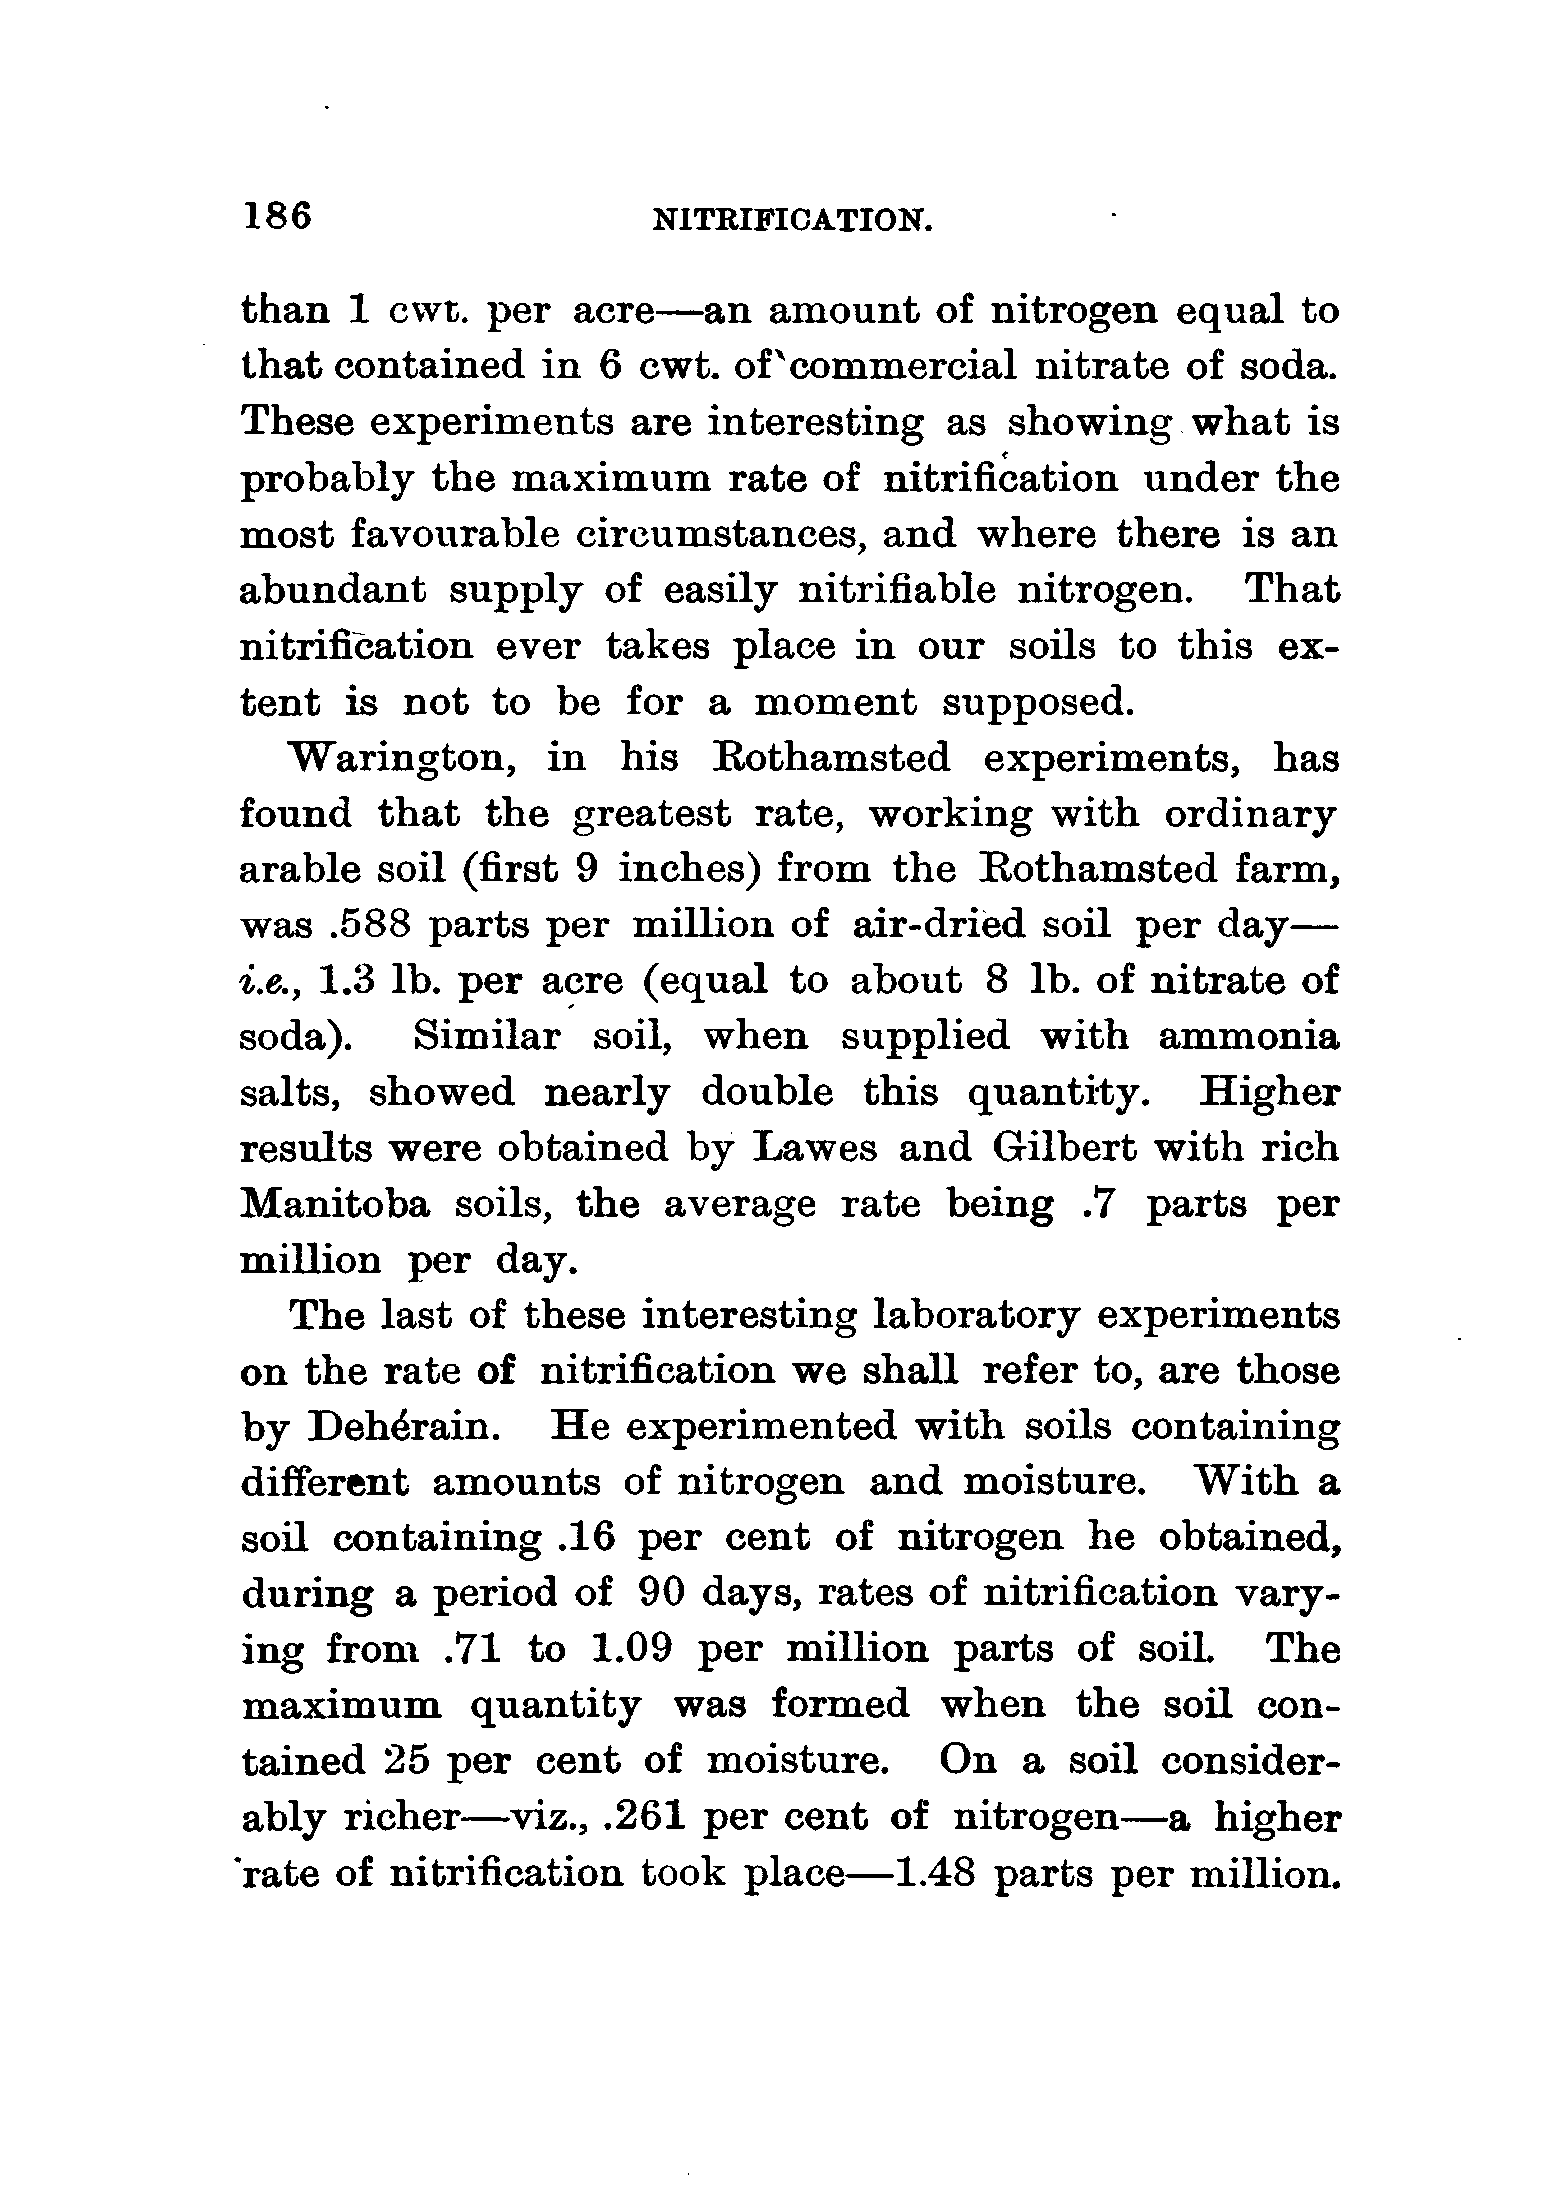 186 NITRIFICATION.
than 1 cwt. per acre—an amount of nitrogen equal to
that contained in 6 cwt. of commercial nitrate of soda.
These experiments are interesting as showing what is
probably the maximum rate of nitrification under the
most favourable circumstances, and where there is an
abundant supply of easily nitrifiable nitrogen. That
nitrification ever takes place in our soils to this ex-
tent is not to be for a moment supposed.
Warington, in his Rothamsted experiments, has
found that the greatest rate, working with ordinary
arable soil (first 9 inches) from the Rothamsted farm,
was .588 parts per million of air-dried soil per day—
i.e., 1.3 lb. per acre (equal to about 8 lb. of nitrate of
soda). Similar soil, when supplied with ammonia
salts, showed nearly double this quantity. Higher
results were obtained by Lawes and Gilbert with rich
Manitoba soils, the average rate being .7 parts per
million per day.
The last of these interesting laboratory experiments
on the rate of nitrification we shall refer to, are those
by Dehérain. He experimented with soils containing
different amounts of nitrogen and moisture. With a
soil containing .16 per cent of nitrogen he obtained,
during a period of 90 days, rates of nitrification vary-
ing from .71 to 1.09 per million parts of soil. The
maximum quantity was formed when the soil con-
tained 25 per cent of moisture. On a soil consider-
ably richer—viz., .261 per cent of nitrogen—a higher
rate of nitrification took place—1.48 parts per million.